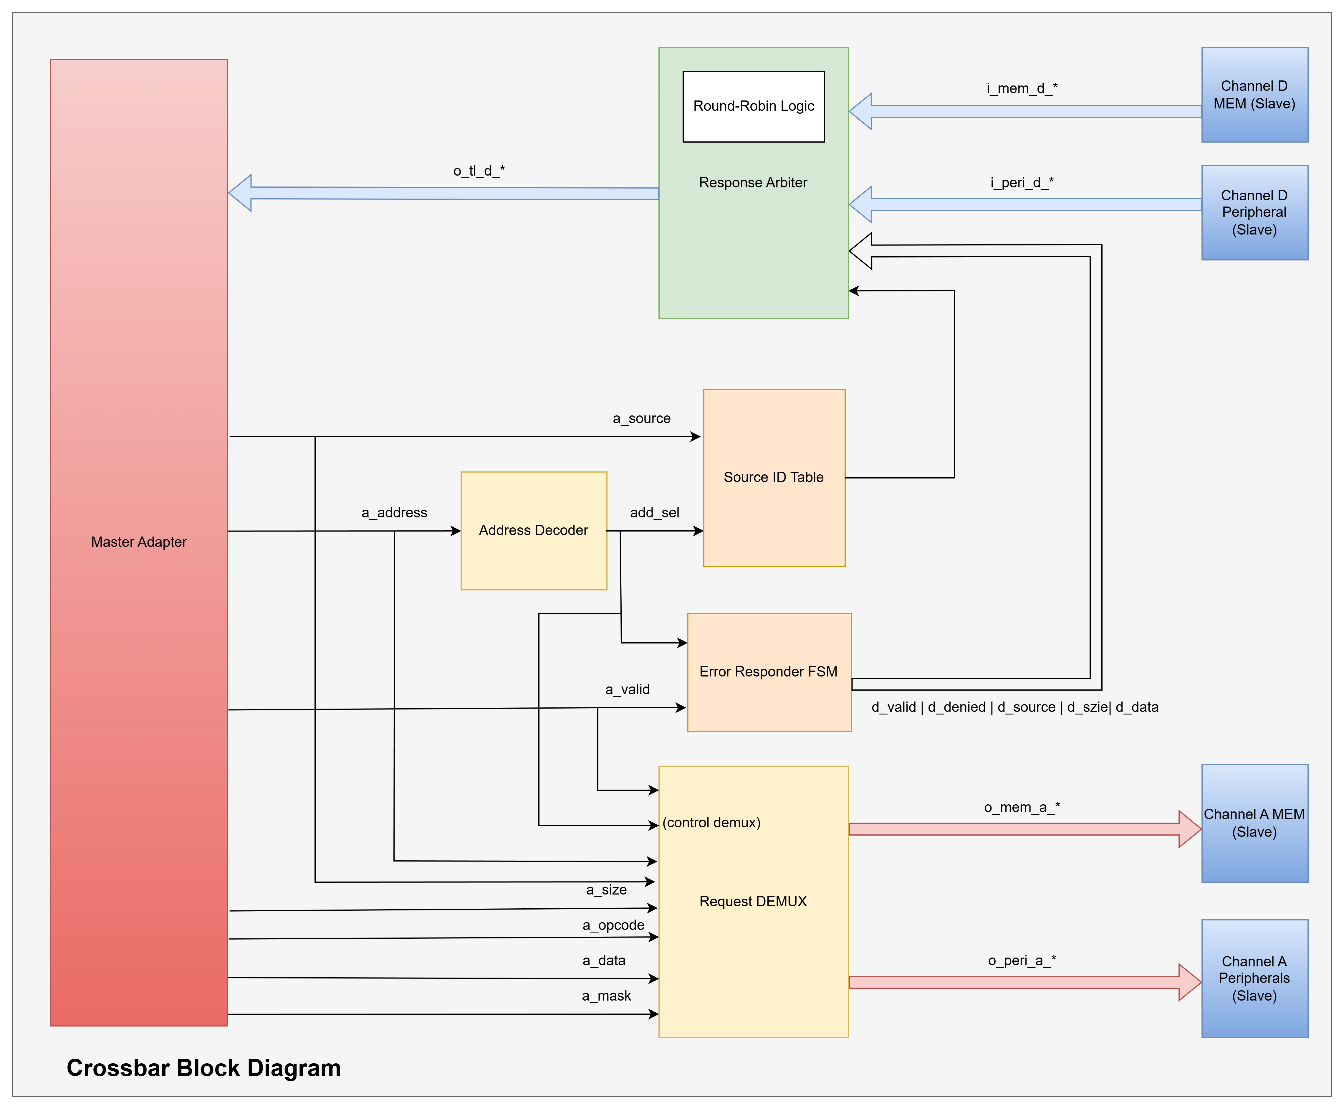 Round-Robin Logic
Response Arbiter
i_mem_d_*
Channel D
MEM (Slave)
o_tl_d_*
i_peri_d_*
Channel D
Peripheral
(Slave)
a_source
Source ID Table
Master Adapter
a_address
Address Decoder
add_sel
Error Responder FSM
a_valid
d_valid | d_denied | d_source | d_szie| d_data
(control demux)
Request DEMUX
o_mem_a_*
Channel A MEM
(Slave)
a_size
a_opcode
a_data
a_mask
o_peri_a_*
Channel A
Peripherals
(Slave)
Crossbar Block Diagram